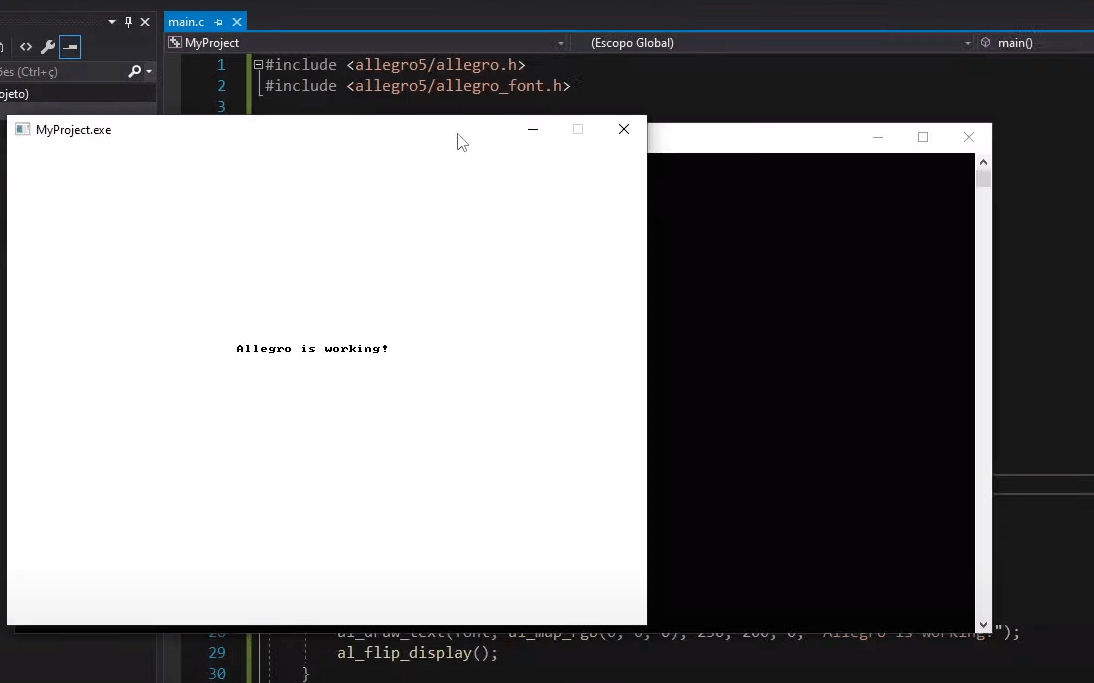 main.c
MyProject
(Escopo Global)
main()
ões (Ctrl+ç)
ojeto)
1 #include <allegro5/allegro.h>
2 #include <allegro5/allegro_font.h>
3
MyProject.exe
Allegro is working!
28 al_draw_text(font, al_map_rgb(0, 0, 0), 230, 200, 0, "Allegro is working!");
29 al_flip_display();
30 }